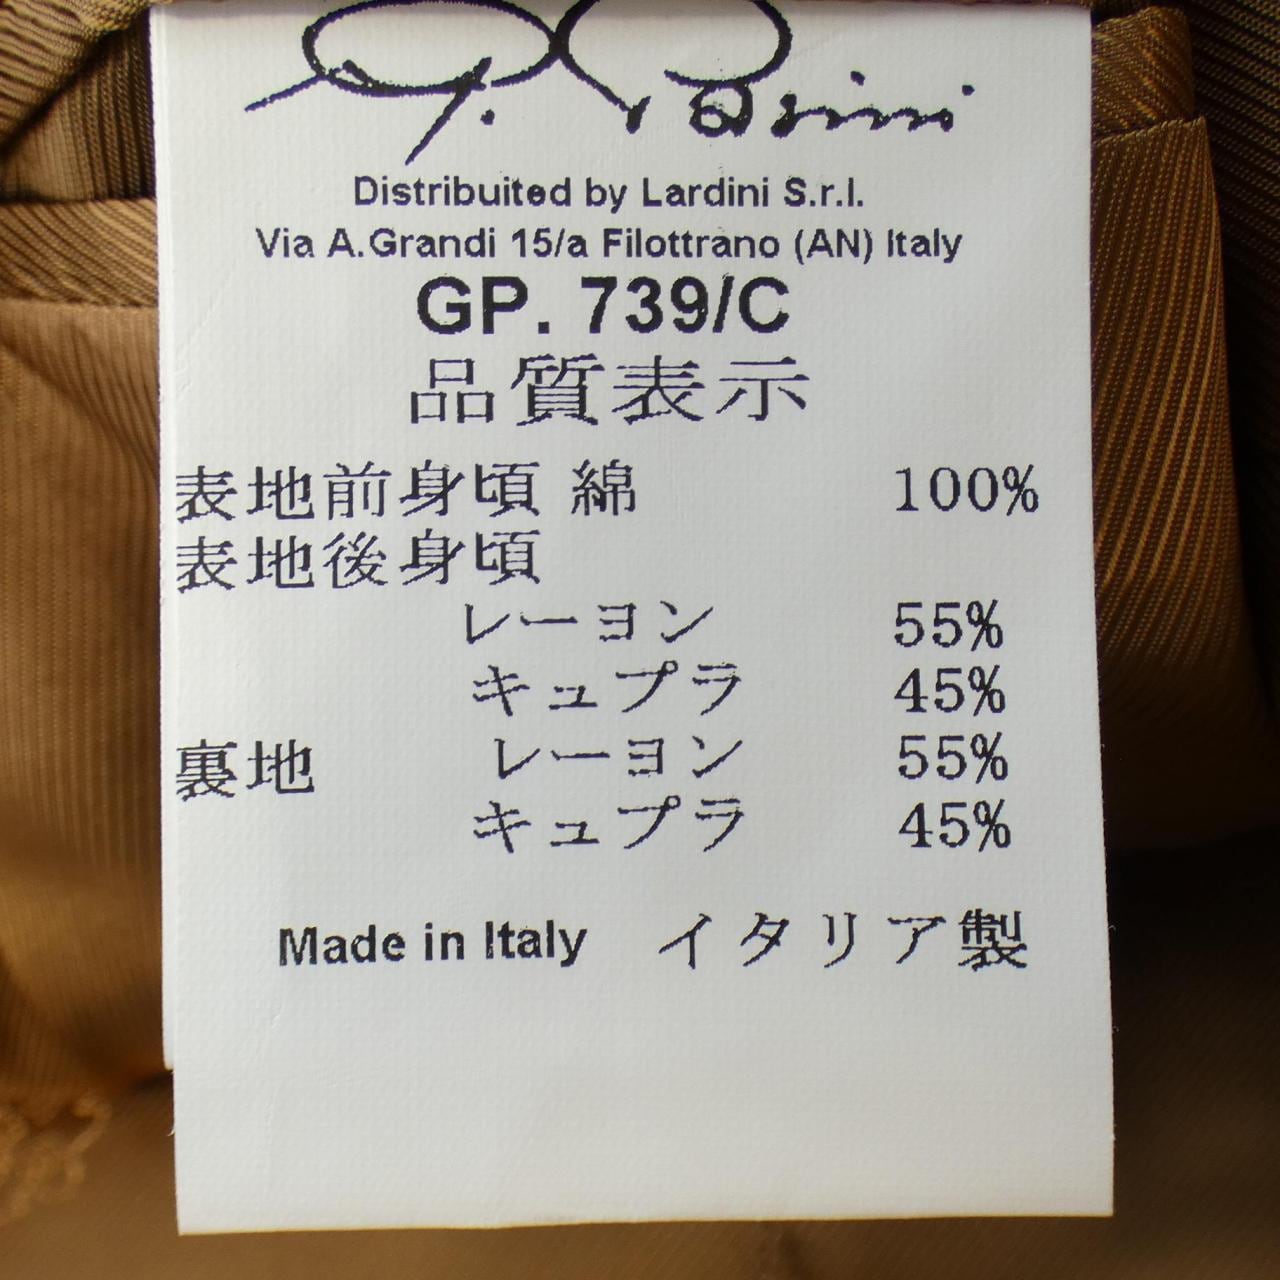 G. Pasini
Distribuited by Lardini S.r.l.
Via A.Grandi 15/a Filottrano (AN) Italy
GP. 739/C
品質表示
表地前身頃 綿 100%
表地後身頃
レーヨン 55%
キュプラ 45%
裏地 レーヨン 55%
キュプラ 45%
Made in Italy イタリア製